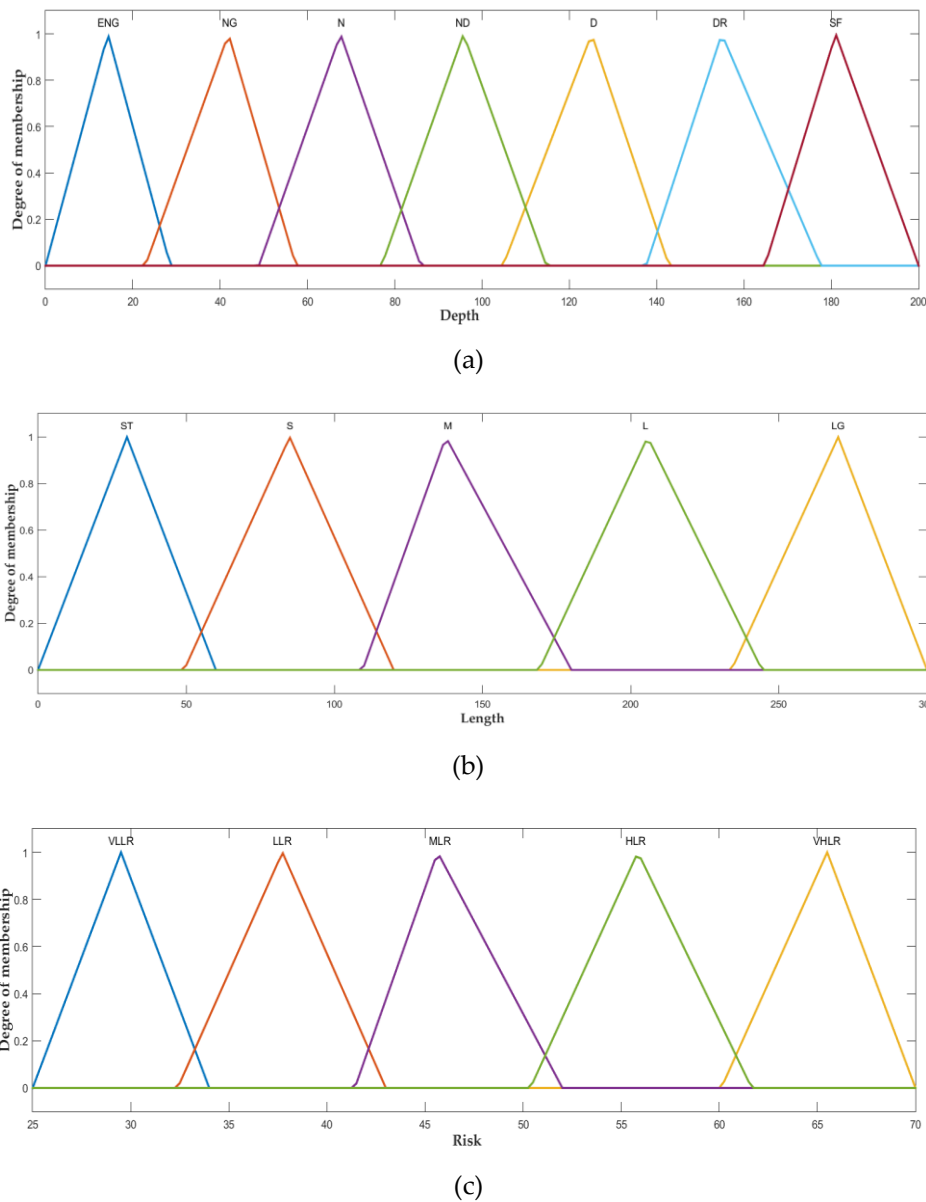 ENG NG N ND D DR SF
1
0.8
0.6
0.4
0.2
0
Degree of membership
0 20 40 60 80 100 120 140 160 180 200
Depth
(a)
ST S M L LG
1
0.8
0.6
0.4
0.2
0
Degree of membership
0 50 100 150 200 250 300
Length
(b)
VLLR LLR MLR HLR VHLR
1
0.8
0.6
0.4
0.2
0
Degree of membership
25 30 35 40 45 50 55 60 65 70
Risk
(c)